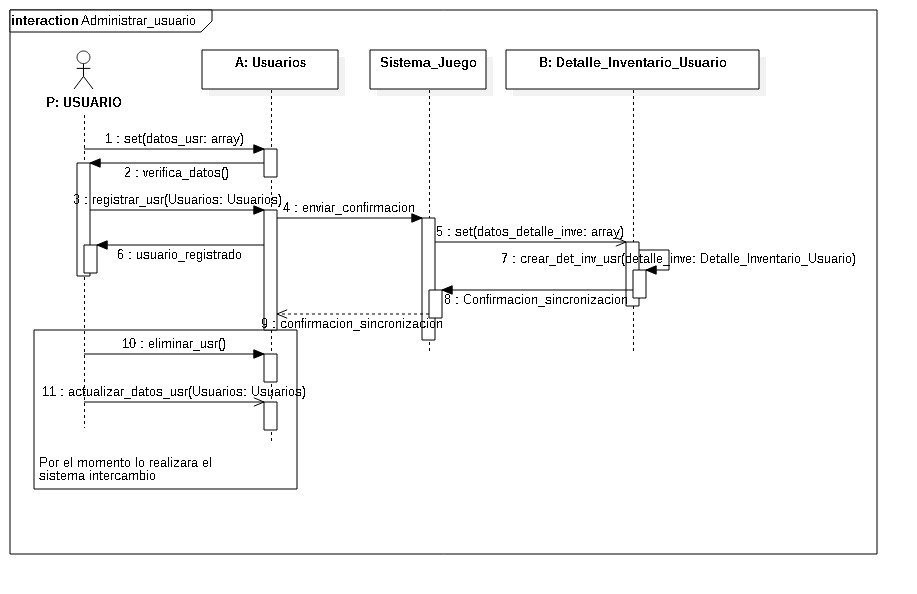 interaction Administrar_usuario
P: USUARIO
A: Usuarios
Sistema_Juego
B: Detalle_Inventario_Usuario
1 : set(datos_usr: array)
2 : verifica_datos()
3 : registrar_usr(Usuarios: Usuarios)
4 : enviar_confirmacion
5 : set(datos_detalle_inve: array)
6 : usuario_registrado
7 : crear_det_inv_usr(detalle_inve: Detalle_Inventario_Usuario)
8 : Confirmacion_sincronizacion
9 : confirmacion_sincronizacion
10 : eliminar_usr()
11 : actualizar_datos_usr(Usuarios: Usuarios)
Por el momento lo realizara el
sistema intercambio